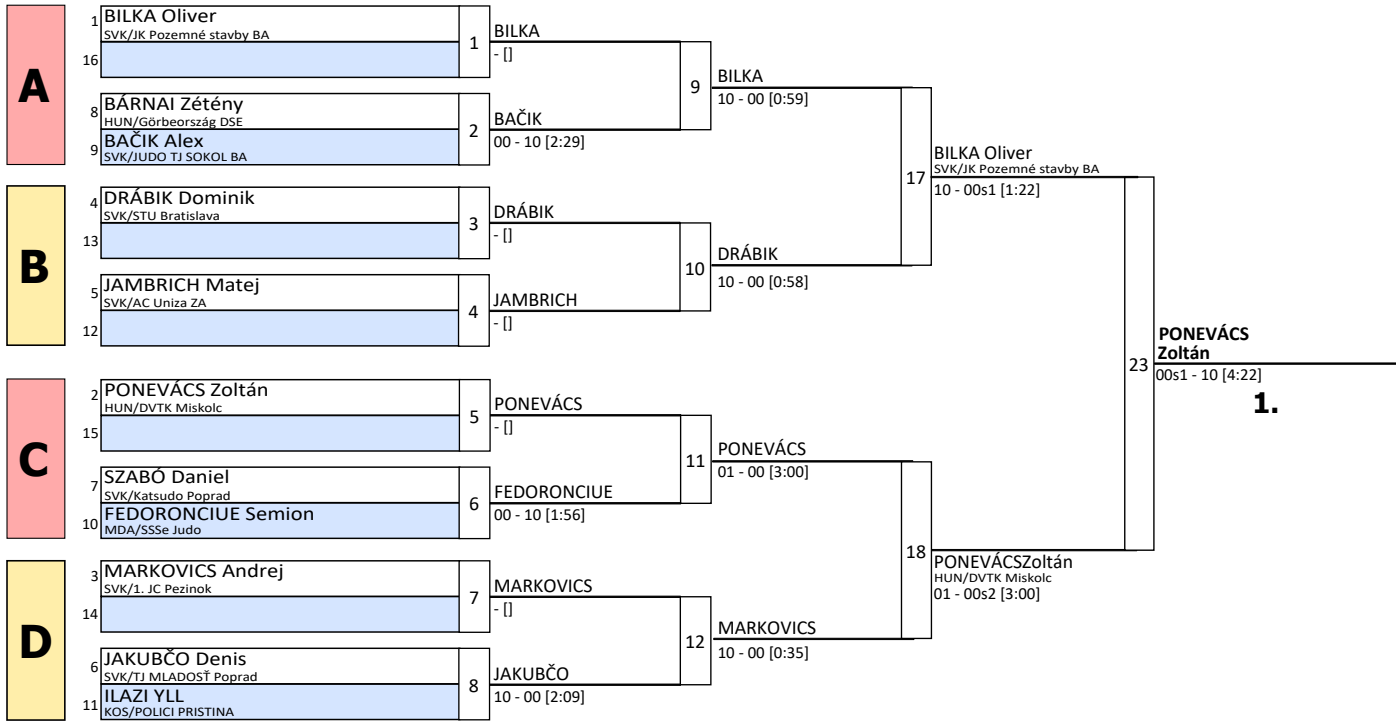 A
1 BILKA Oliver
SVK/JK Pozemné stavby BA
16
1
BILKA
- []
8 BÁRNAI Zétény
HUN/Görbeország DSE
9 BAČIK Alex
SVK/JUDO TJ SOKOL BA
2
BAČIK
00 - 10 [2:29]
9
BILKA
10 - 00 [0:59]
B
4 DRÁBIK Dominik
SVK/STU Bratislava
13
3
DRÁBIK
- []
5 JAMBRICH Matej
SVK/AC Uniza ZA
12
4
JAMBRICH
- []
10
DRÁBIK
10 - 00 [0:58]
17
BILKA Oliver
SVK/JK Pozemné stavby BA
10 - 00s1 [1:22]
C
2 PONEVÁCS Zoltán
HUN/DVTK Miskolc
15
5
PONEVÁCS
- []
7 SZABÓ Daniel
SVK/Katsudo Poprad
10 FEDORONCIUE Semion
MDA/SSSe Judo
6
FEDORONCIUE
00 - 10 [1:56]
11
PONEVÁCS
01 - 00 [3:00]
D
3 MARKOVICS Andrej
SVK/1. JC Pezinok
14
7
MARKOVICS
- []
6 JAKUBČO Denis
SVK/TJ MLADOSŤ Poprad
11 ILAZI YLL
KOS/POLICI PRISTINA
8
JAKUBČO
10 - 00 [2:09]
12
MARKOVICS
10 - 00 [0:35]
18
PONEVÁCSZoltán
HUN/DVTK Miskolc
01 - 00s2 [3:00]
23
PONEVÁCS
Zoltán
00s1 - 10 [4:22]
1.